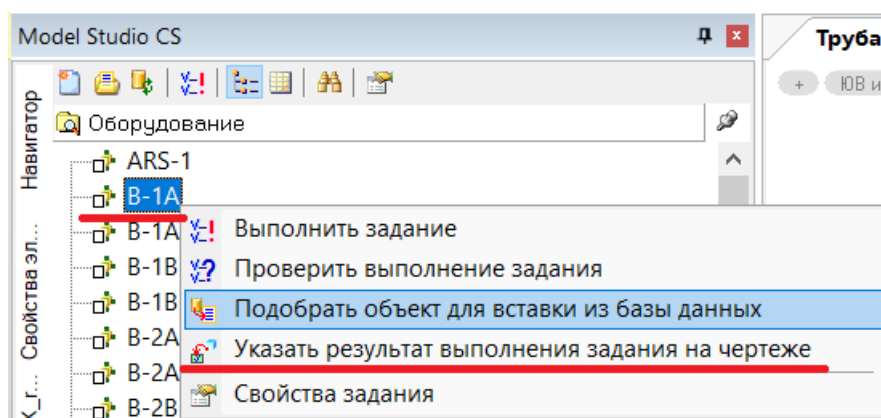 Model Studio CS
Труба
+ ЮВ и
Навигатор
Оборудование
ARS-1
B-1A
B-1A
B-1B
B-1B
B-2A
B-2A
B-2B
Выполнить задание
Проверить выполнение задания
Подобрать объект для вставки из базы данных
Указать результат выполнения задания на чертеже
Свойства задания
Свойства эл...